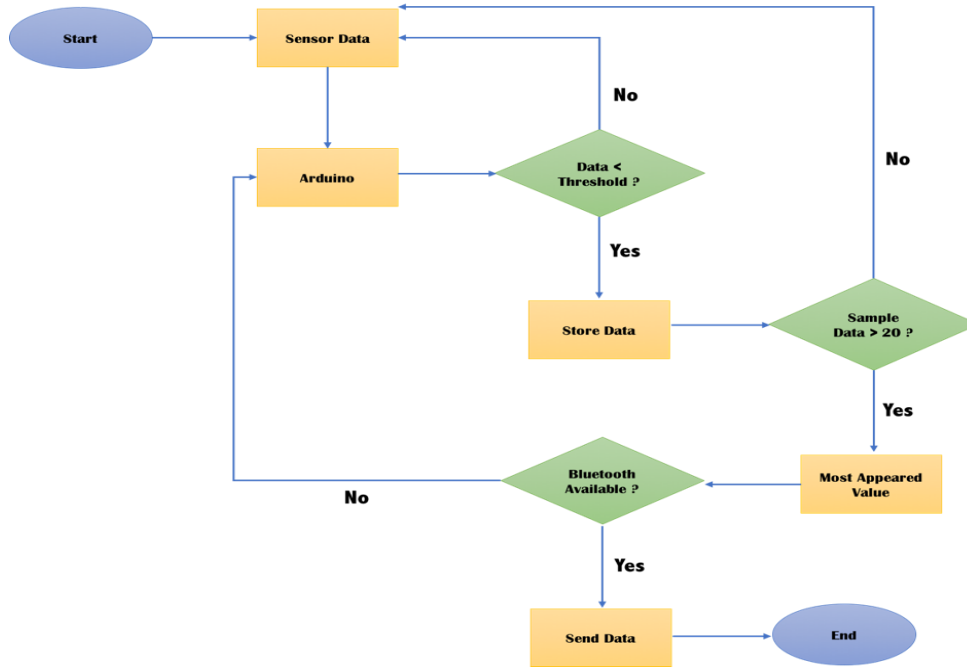 Start
Sensor Data
No
Arduino
Data <
Threshold ?
No
Yes
Store Data
Sample
Data > 20 ?
Yes
Bluetooth
Available ?
Most Appeared
Value
No
Yes
Send Data
End